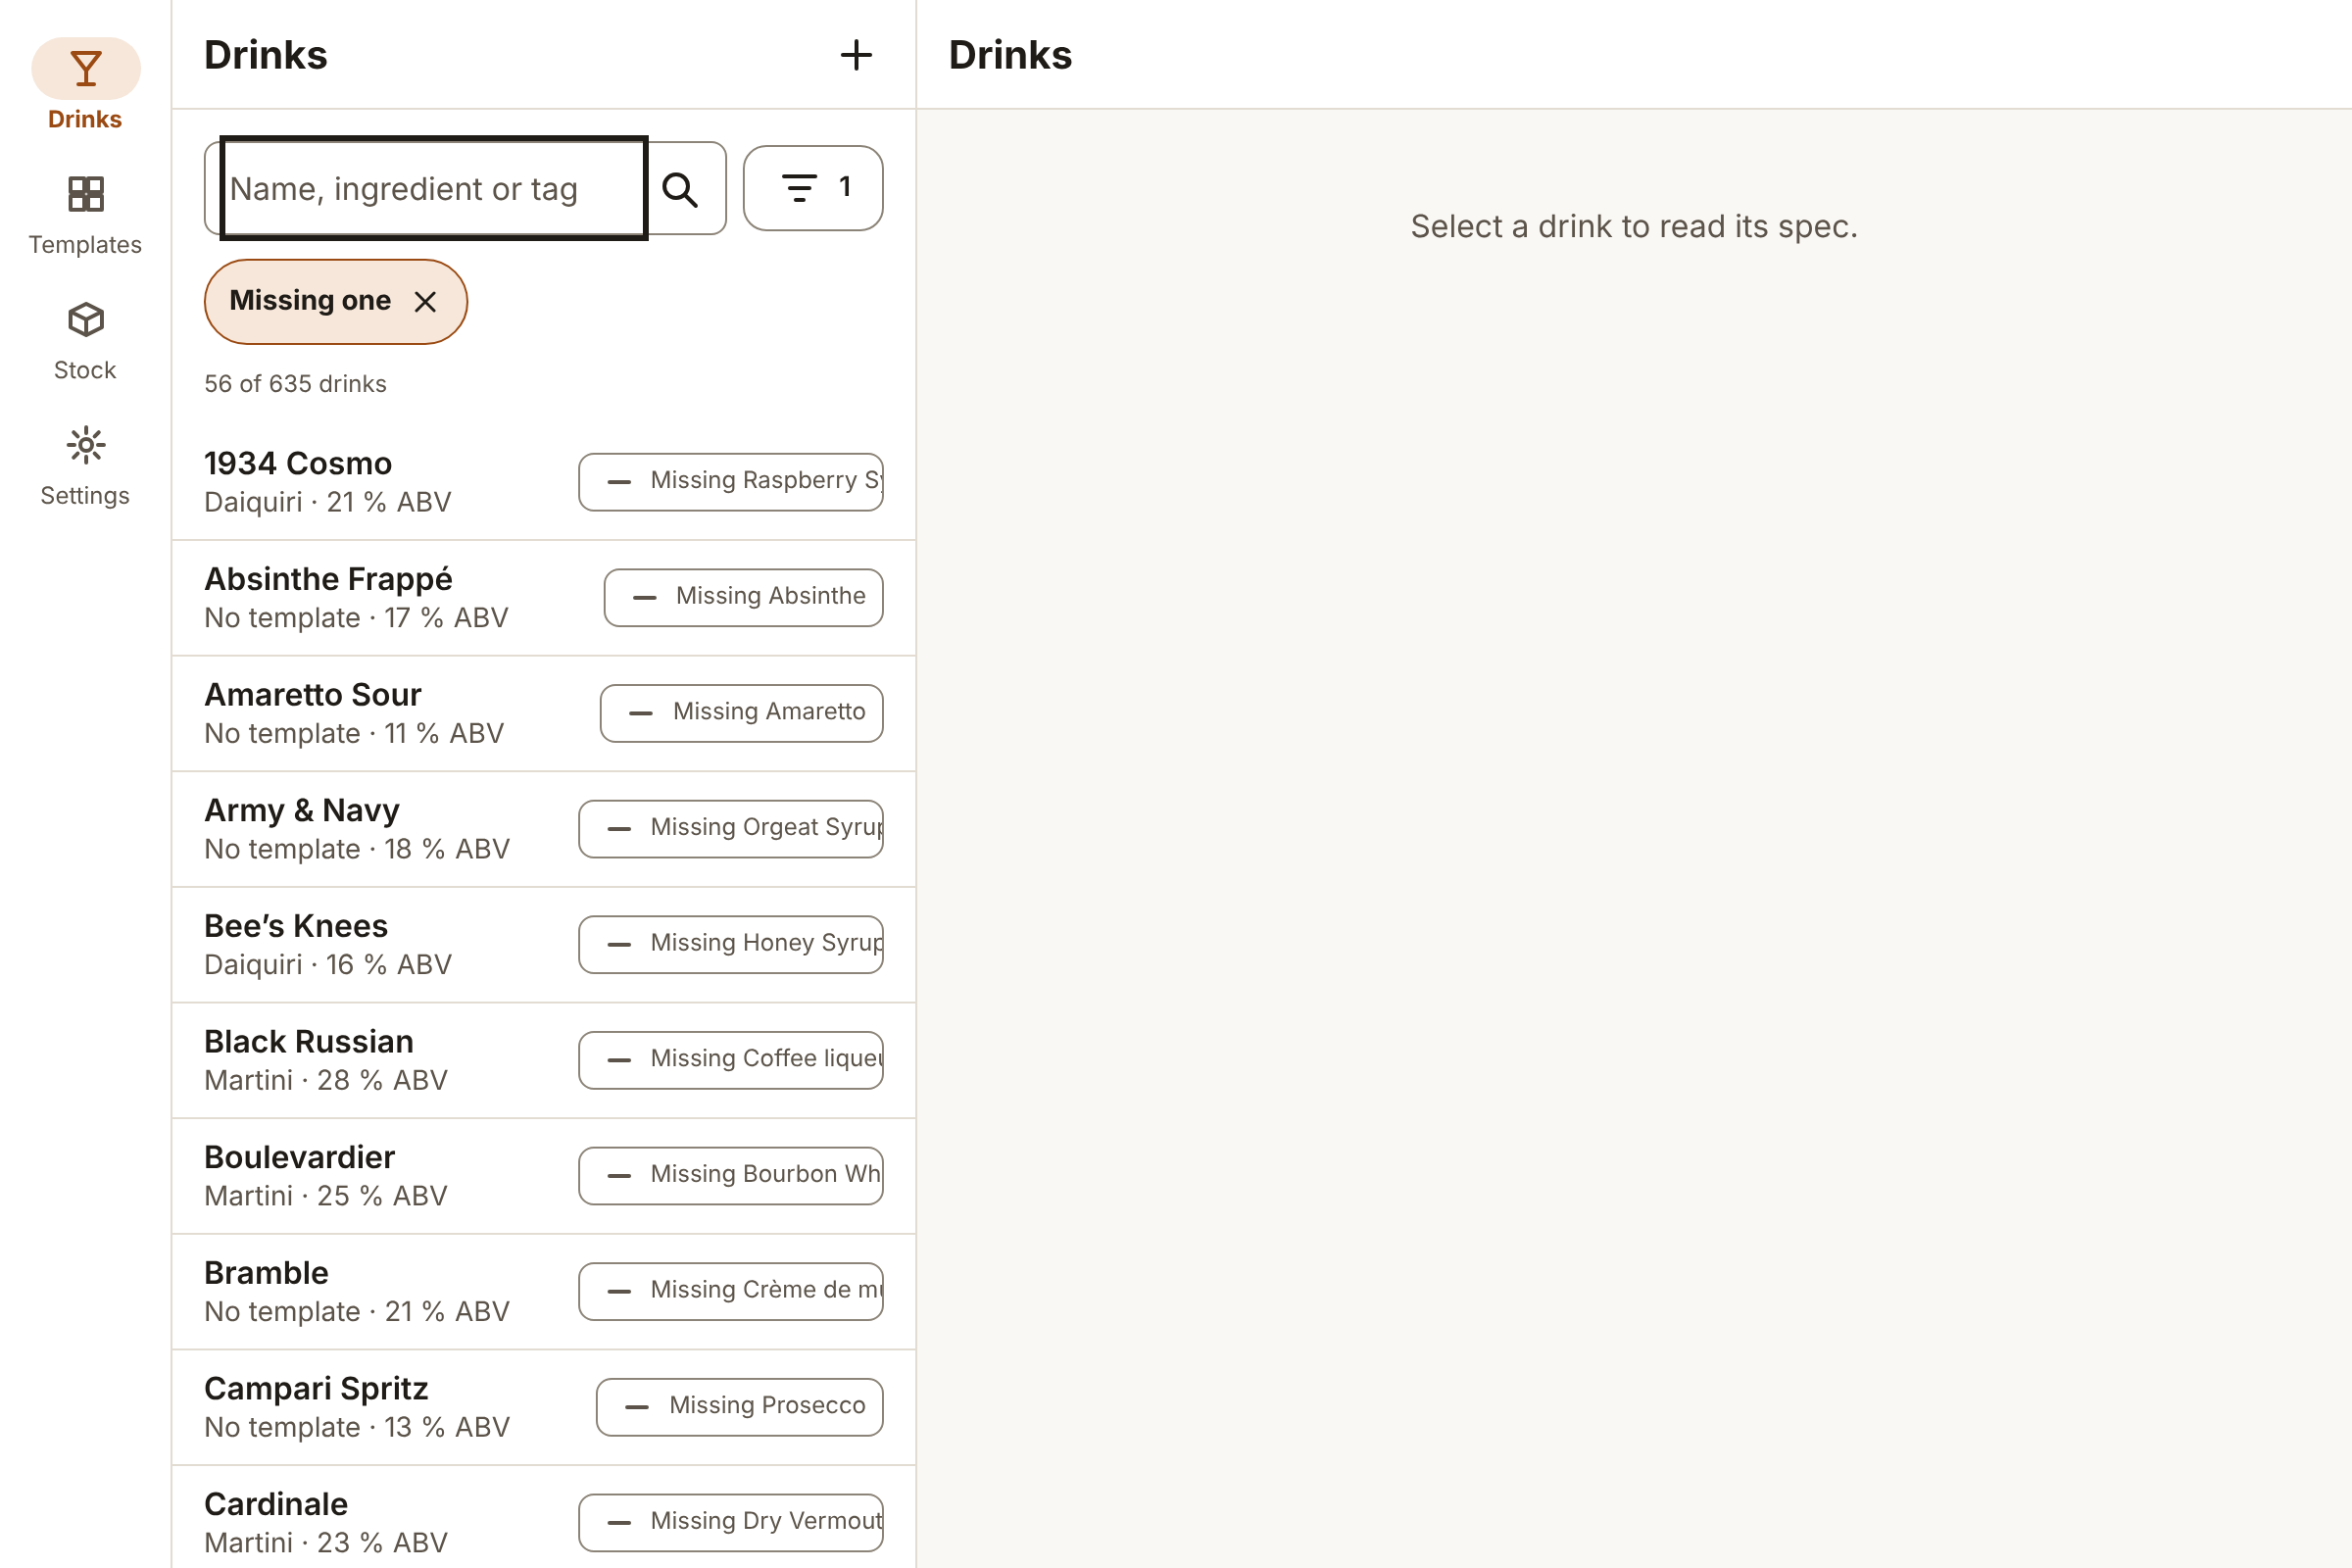 Drinks
Templates
Stock
Settings
Drinks
Name, ingredient or tag
1
Missing one
56 of 635 drinks
1934 Cosmo
Daiquiri · 21 % ABV
Missing Raspberry
Absinthe Frappé
No template · 17 % ABV
Missing Absinthe
Amaretto Sour
No template · 11 % ABV
Missing Amaretto
Army & Navy
No template · 18 % ABV
Missing Orgeat Syrup
Bee’s Knees
Daiquiri · 16 % ABV
Missing Honey Syrup
Black Russian
Martini · 28 % ABV
Missing Coffee liqueu
Boulevardier
Martini · 25 % ABV
Missing Bourbon Wh
Bramble
No template · 21 % ABV
Missing Crème de mu
Campari Spritz
No template · 13 % ABV
Missing Prosecco
Cardinale
Martini · 23 % ABV
Missing Dry Vermout
Drinks
Select a drink to read its spec.